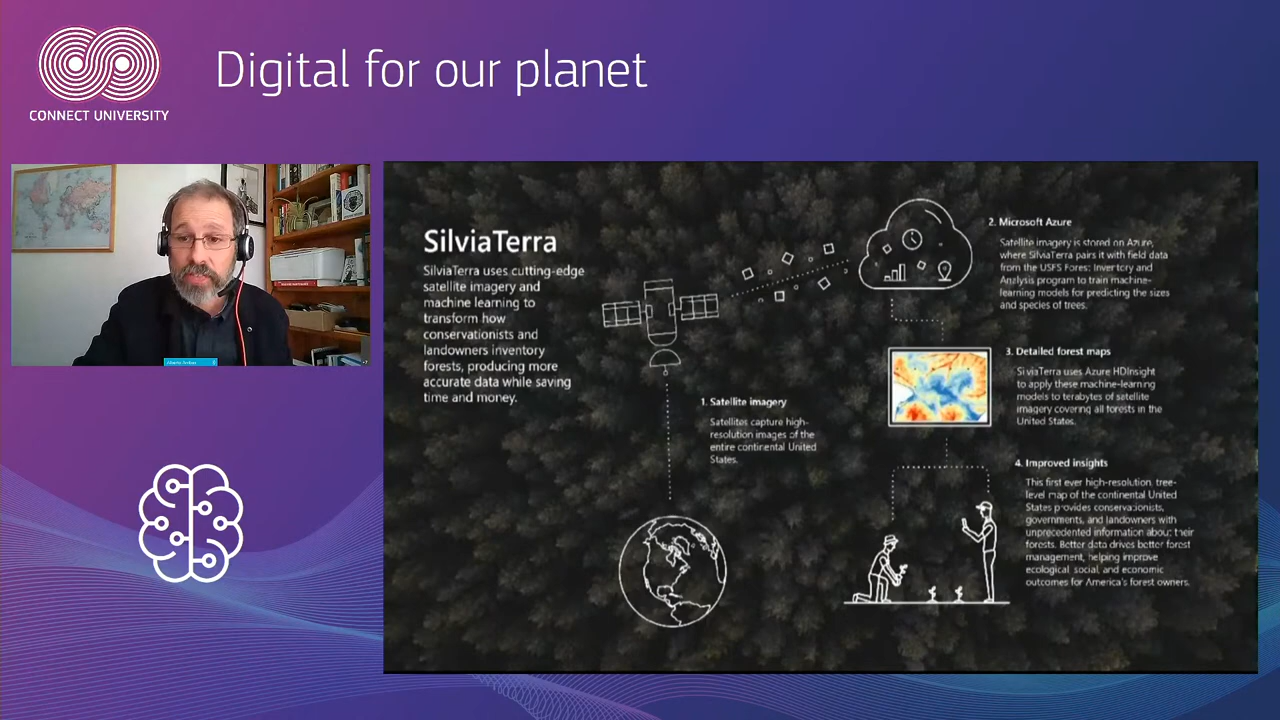 CONNECT UNIVERSITY
Digital for our planet
SilviaTerra
SilviaTerra uses cutting-edge
satellite imagery and
machine learning to
transform how
conservationists and
landowners inventory
forests, producing more
accurate data while saving
time and money.
1. Satellite imagery
Satellites capture high-
resolution images of the
entire continental United
States.
2. Microsoft Azure
Satellite imagery is stored on Azure,
where SilviaTerra pairs it with field data
from the USFS Forest Inventory and
Analysis program to train machine-
learning models for predicting the sizes
and species of trees.
3. Detailed forest maps
SilviaTerra uses Azure HDInsight
to apply these machine-learning
models to terabytes of satellite
imagery covering all forests in the
United States.
4. Improved insights
This first ever high-resolution, tree-
level map of the continental United
States provides conservationists,
governments, and landowners with
unprecedented information about their
forests. Better data drives better forest
management, helping improve
ecological, social, and economic
outcomes for America's forest owners.